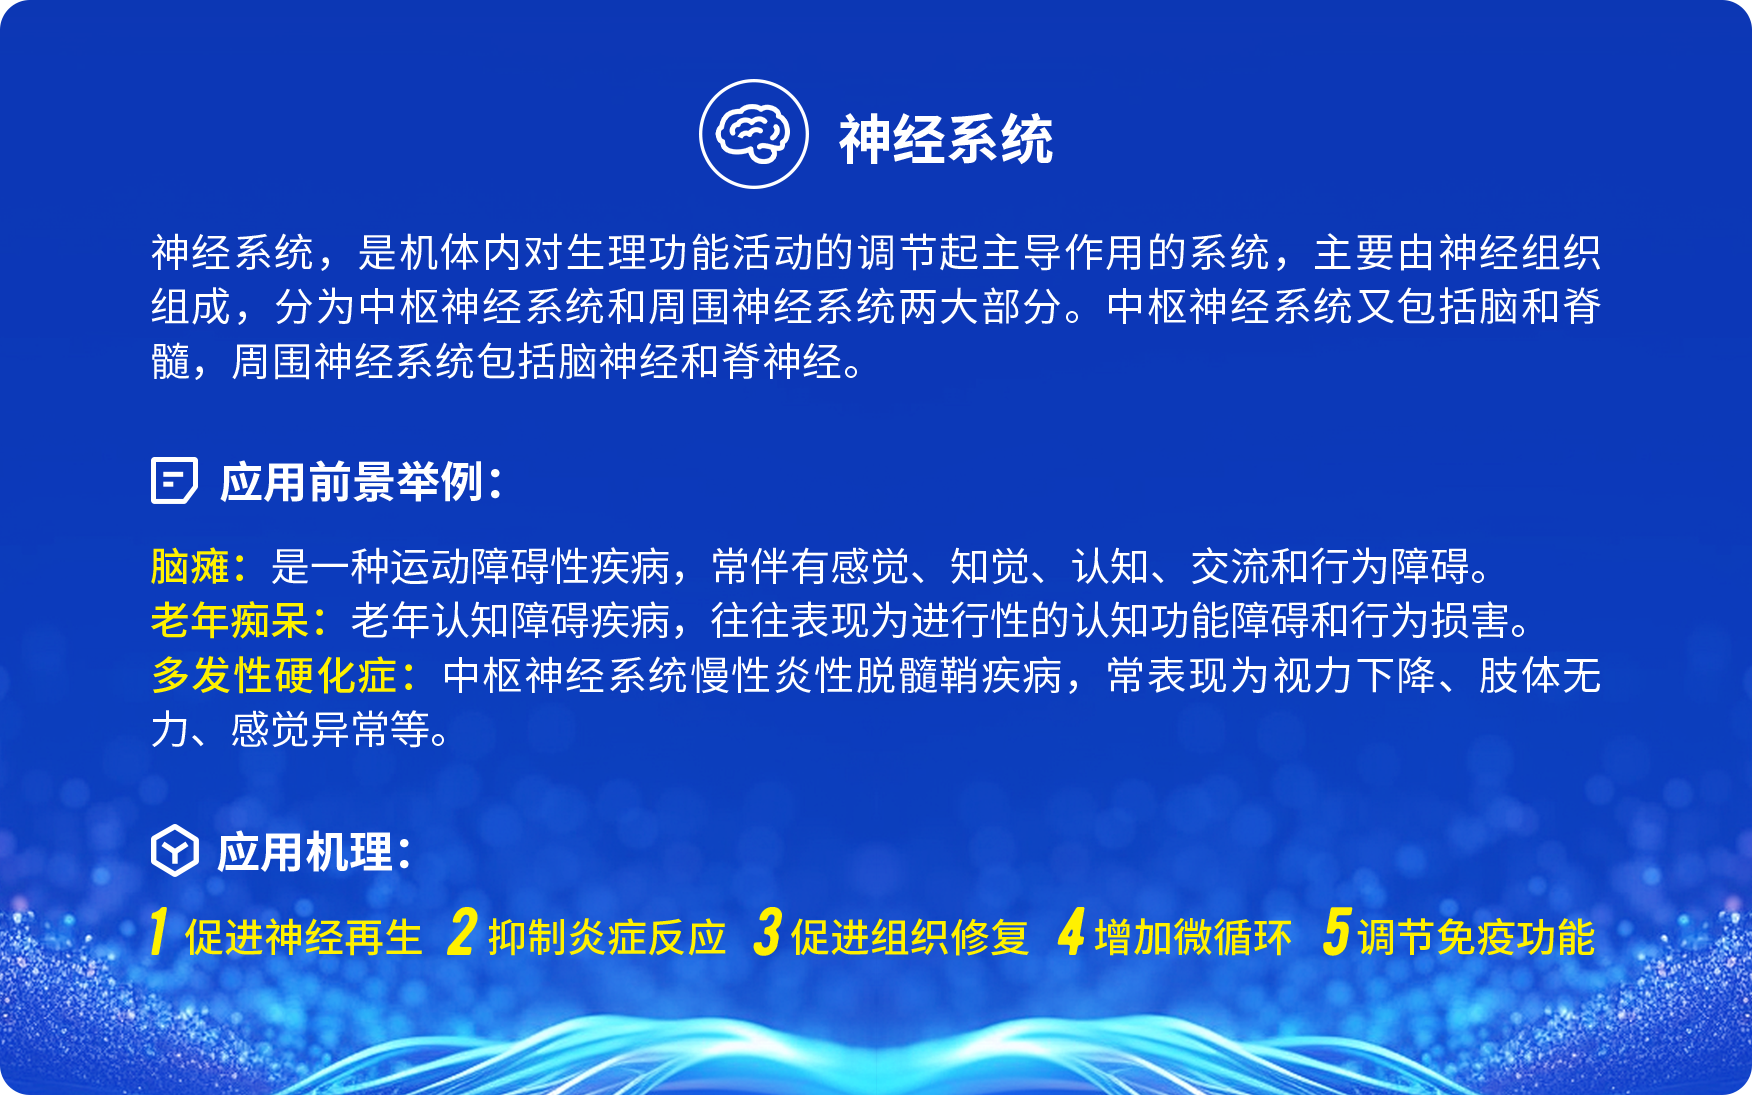 神经系统
神经系统，是机体内对生理功能活动的调节起主导作用的系统，主要由神经组织
组成，分为中枢神经系统和周围神经系统两大部分。中枢神经系统又包括脑和脊
髓，周围神经系统包括脑神经和脊神经。
应用前景举例：
脑瘫：是一种运动障碍性疾病，常伴有感觉、知觉、认知、交流和行为障碍。
老年痴呆：老年认知障碍疾病，往往表现为进行性的认知功能障碍和行为损害。
多发性硬化症：中枢神经系统慢性炎性脱髓鞘疾病，常表现为视力下降、肢体无
力、感觉异常等。
应用机理：
1 促进神经再生 2 抑制炎症反应 3 促进组织修复 4 增加微循环 5 调节免疫功能